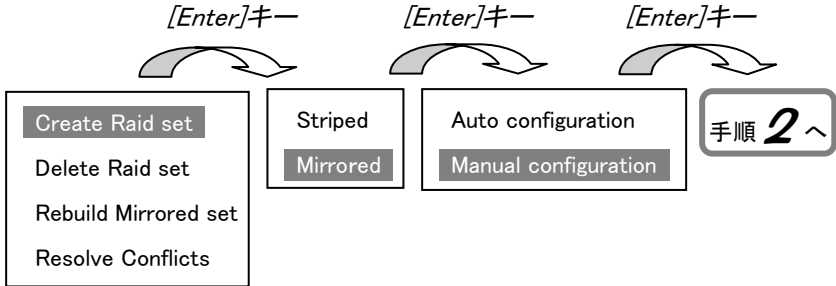 [Enter]キー
[Enter]キー
[Enter]キー
Create Raid set
Delete Raid set
Rebuild Mirrored set
Resolve Conflicts
Striped
Mirrored
Auto configuration
Manual configuration
手順 2 へ